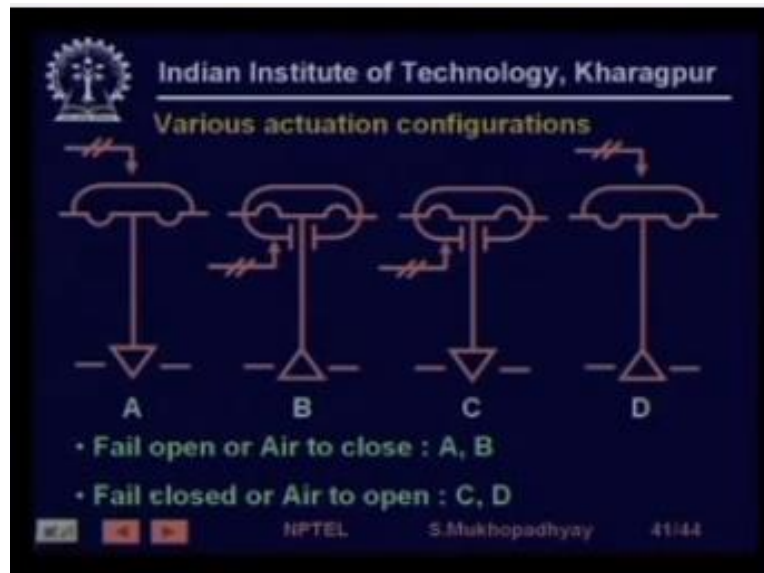 Indian Institute of Technology, Kharagpur
Various actuation configurations
A B C D
• Fail open or Air to close : A, B
• Fail closed or Air to open : C, D
NPTEL S.Mukhopadhyay 41/44